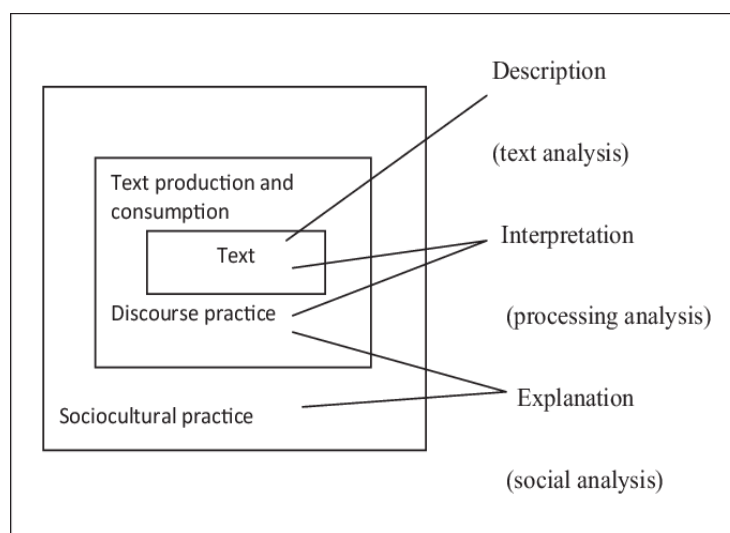 Description
(text analysis)
Text production and
consumption
Text
Interpretation
Discourse practice
(processing analysis)
Explanation
Sociocultural practice
(social analysis)